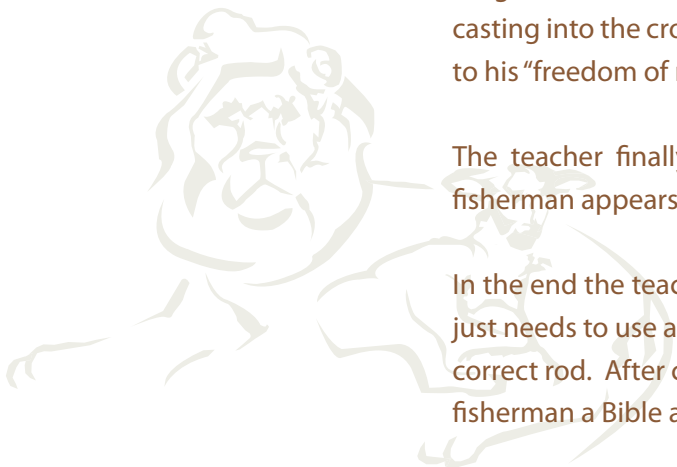 casting into the
to his “freedom of
The teacher
fisherman appears
In the end the
just needs to use a
correct rod. After
fisherman a Bible